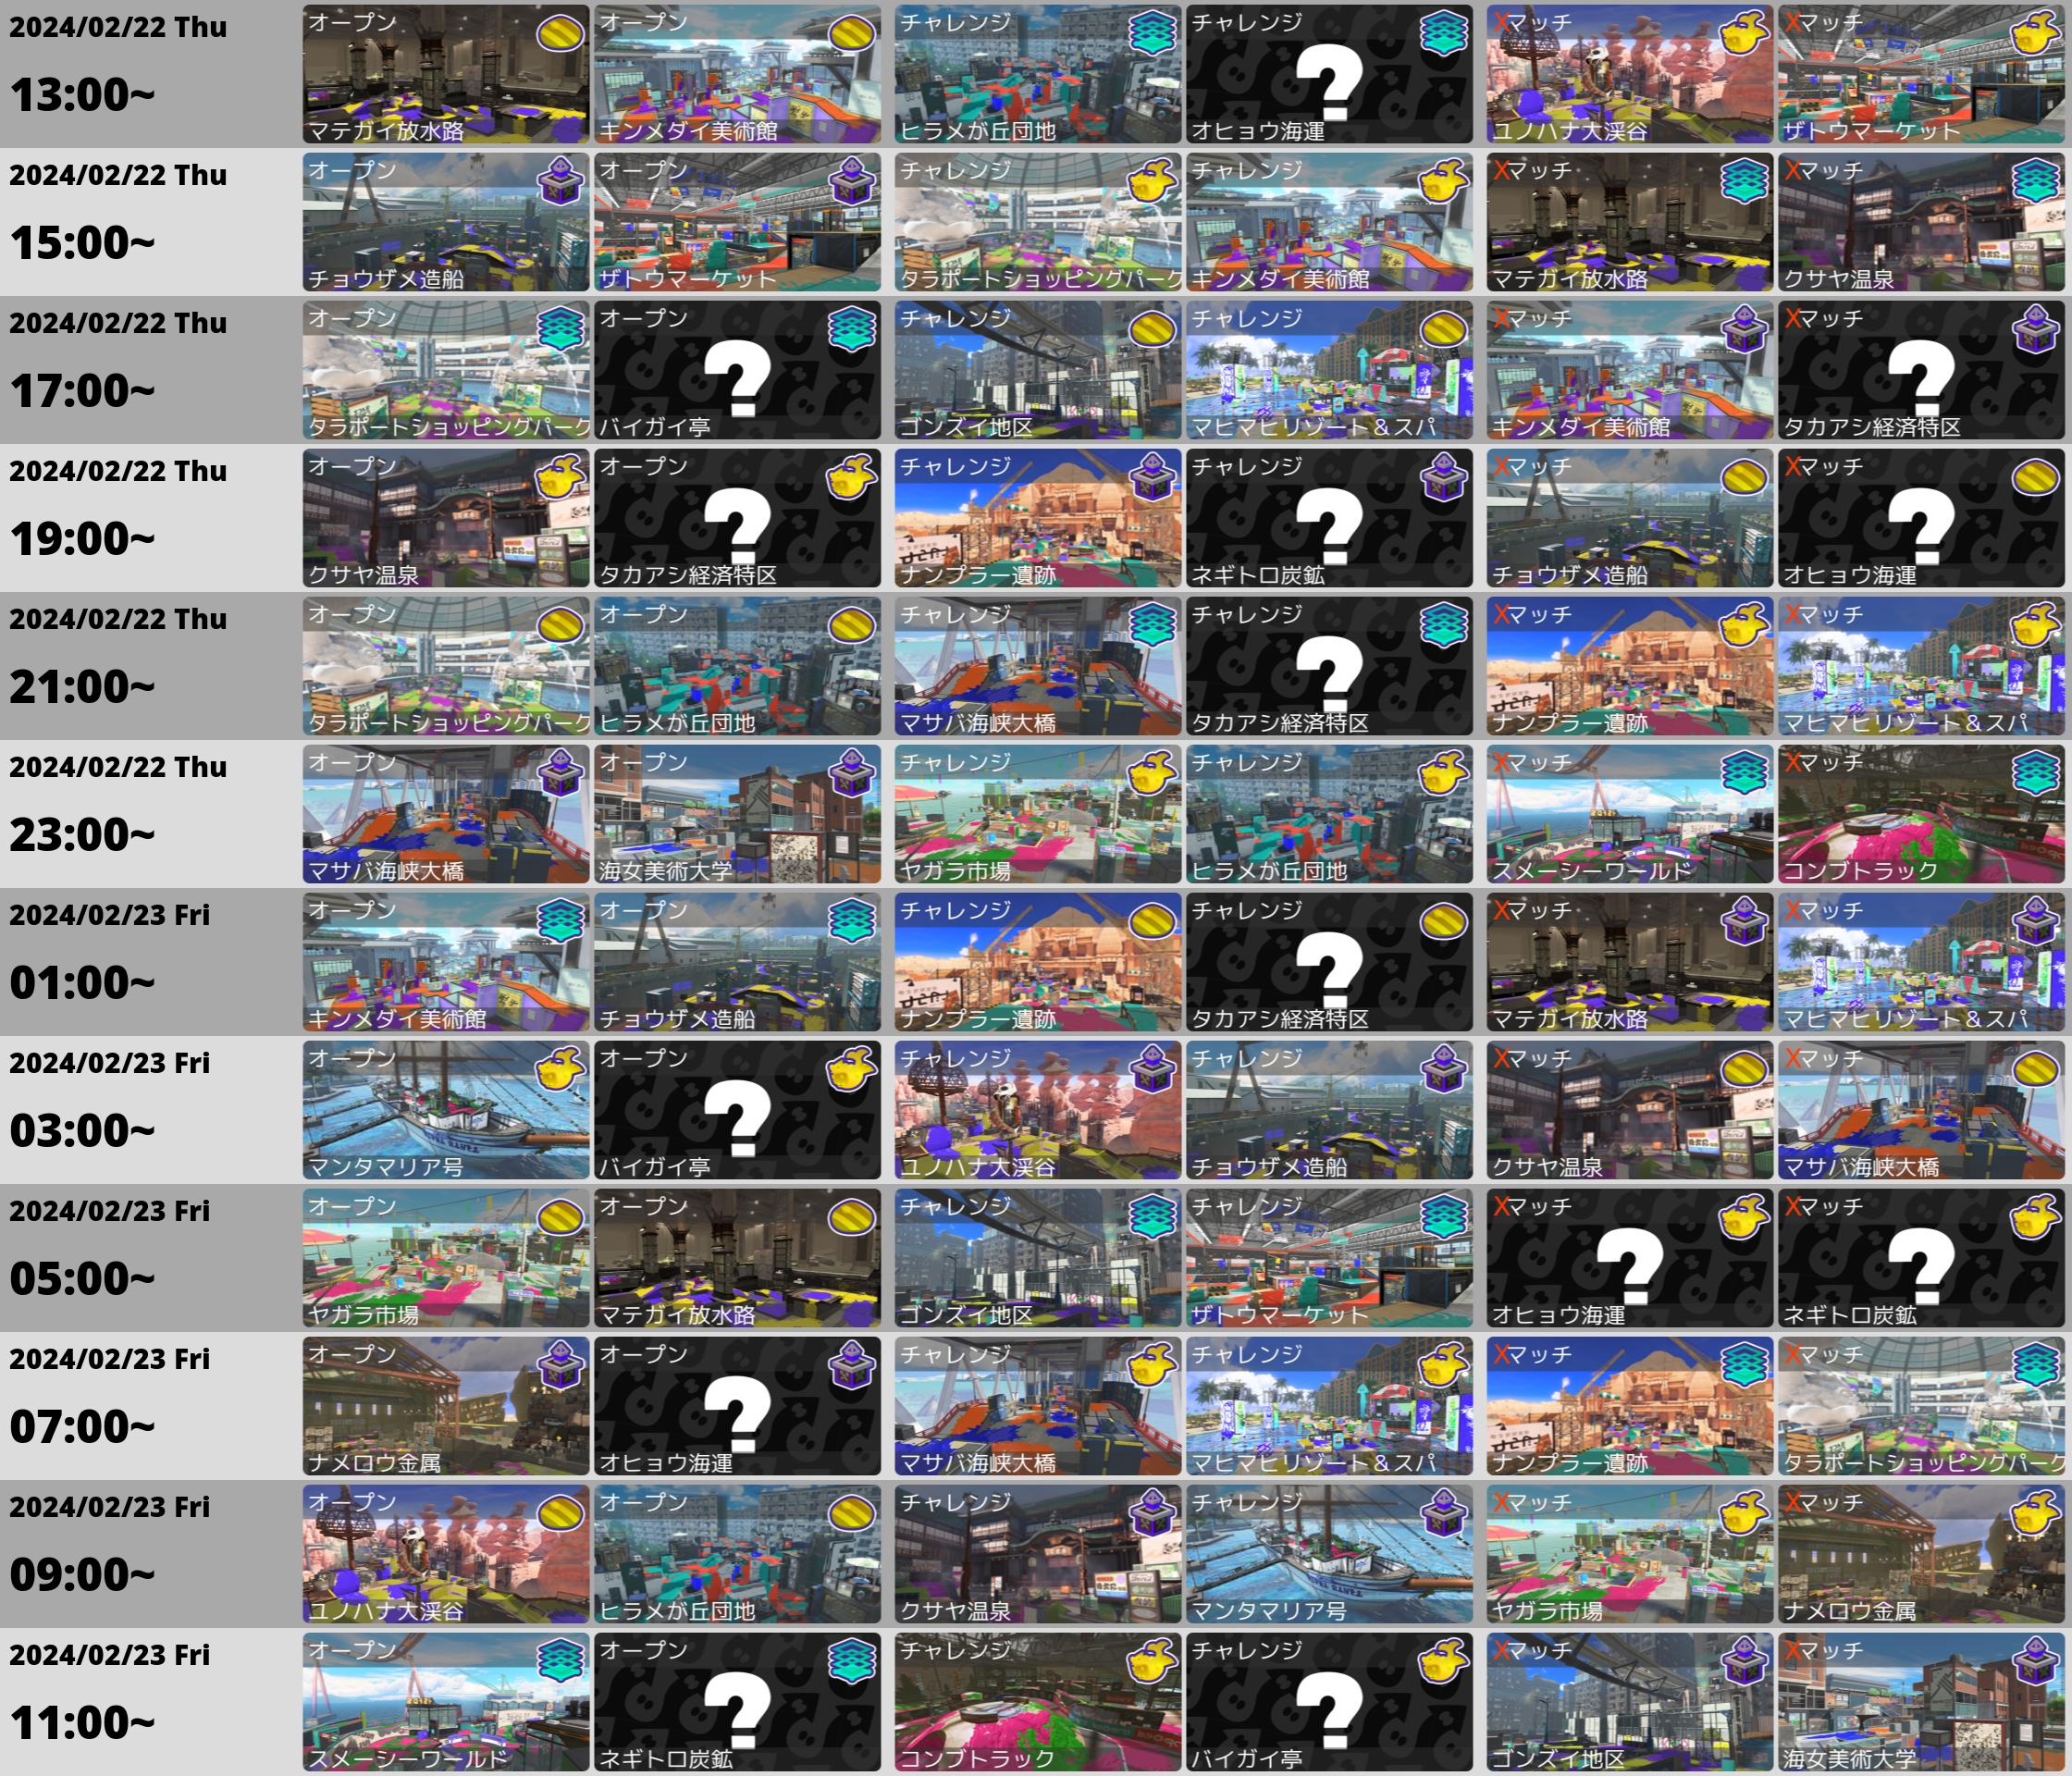 2024/02/22 Thu
13:00~
オープン
マテガイ放水路
オープン
キンメダイ美術館
チャレンジ
ヒラメが丘団地
チャレンジ
オヒョウ海運
Xマッチ
ユノハナ大渓谷
Xマッチ
ザトウマーケット
2024/02/22 Thu
15:00~
オープン
チョウザメ造船
オープン
ザトウマーケット
チャレンジ
タラポートショッピングパーク
チャレンジ
キンメダイ美術館
Xマッチ
マテガイ放水路
Xマッチ
クサヤ温泉
2024/02/22 Thu
17:00~
オープン
タラポートショッピングパーク
オープン
バイガイ亭
チャレンジ
ゴンズイ地区
チャレンジ
マヒマヒリゾート＆スパ
Xマッチ
キンメダイ美術館
Xマッチ
タカアシ経済特区
2024/02/22 Thu
19:00~
オープン
クサヤ温泉
オープン
タカアシ経済特区
チャレンジ
ナンプラー遺跡
チャレンジ
ネギトロ炭鉱
Xマッチ
チョウザメ造船
Xマッチ
オヒョウ海運
2024/02/22 Thu
21:00~
オープン
タラポートショッピングパーク
オープン
ヒラメが丘団地
チャレンジ
マサバ海峡大橋
チャレンジ
タカアシ経済特区
Xマッチ
ナンプラー遺跡
Xマッチ
マヒマヒリゾート＆スパ
2024/02/22 Thu
23:00~
オープン
マサバ海峡大橋
オープン
海女美術大学
チャレンジ
ヤガラ市場
チャレンジ
ヒラメが丘団地
Xマッチ
スメーシーワールド
Xマッチ
コンブトラック
2024/02/23 Fri
01:00~
オープン
キンメダイ美術館
オープン
チョウザメ造船
チャレンジ
ナンプラー遺跡
チャレンジ
タカアシ経済特区
Xマッチ
マテガイ放水路
Xマッチ
マヒマヒリゾート＆スパ
2024/02/23 Fri
03:00~
オープン
マンタマリア号
オープン
バイガイ亭
チャレンジ
ユノハナ大渓谷
チャレンジ
チョウザメ造船
Xマッチ
クサヤ温泉
Xマッチ
マサバ海峡大橋
2024/02/23 Fri
05:00~
オープン
ヤガラ市場
オープン
マテガイ放水路
チャレンジ
ゴンズイ地区
チャレンジ
ザトウマーケット
Xマッチ
オヒョウ海運
Xマッチ
ネギトロ炭鉱
2024/02/23 Fri
07:00~
オープン
ナメロウ金属
オープン
オヒョウ海運
チャレンジ
マサバ海峡大橋
チャレンジ
マヒマヒリゾート＆スパ
Xマッチ
ナンプラー遺跡
Xマッチ
タラポートショッピングパーク
2024/02/23 Fri
09:00~
オープン
ユノハナ大渓谷
オープン
ヒラメが丘団地
チャレンジ
クサヤ温泉
チャレンジ
マンタマリア号
Xマッチ
ヤガラ市場
Xマッチ
ナメロウ金属
2024/02/23 Fri
11:00~
オープン
スメーシーワールド
オープン
ネギトロ炭鉱
チャレンジ
コンブトラック
チャレンジ
バイガイ亭
Xマッチ
ゴンズイ地区
Xマッチ
海女美術大学